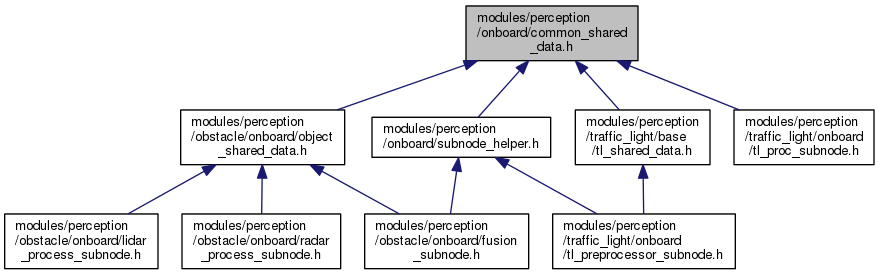 modules/perception
/onboard/common_shared
_data.h
modules/perception
/obstacle/onboard/object
_shared_data.h
modules/perception
/onboard/subnode_helper.h
modules/perception
/traffic_light/base
/tl_shared_data.h
modules/perception
/traffic_light/onboard
/tl_proc_subnode.h
modules/perception
/obstacle/onboard/lidar
_process_subnode.h
modules/perception
/obstacle/onboard/radar
_process_subnode.h
modules/perception
/obstacle/onboard/fusion
_subnode.h
modules/perception
/traffic_light/onboard
/tl_preprocessor_subnode.h